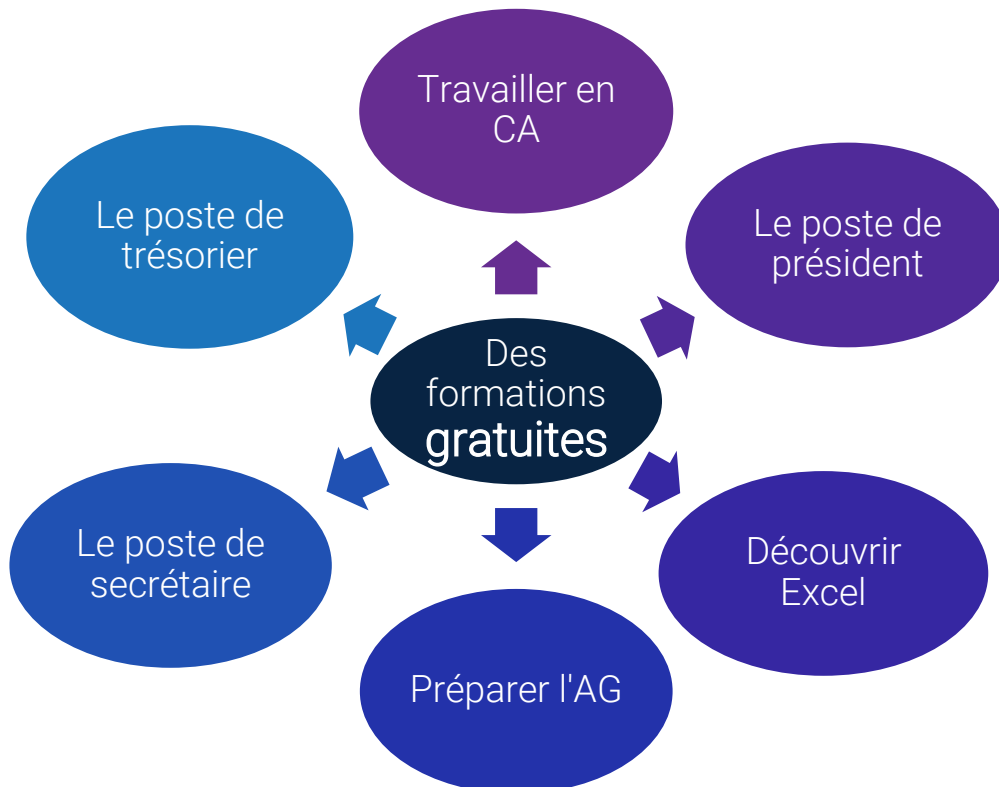 Travailler en
CA
Le poste de
président
Découvrir
Excel
Préparer l'AG
Le poste de
secrétaire
Le poste de
trésorier
Des
formations
gratuites